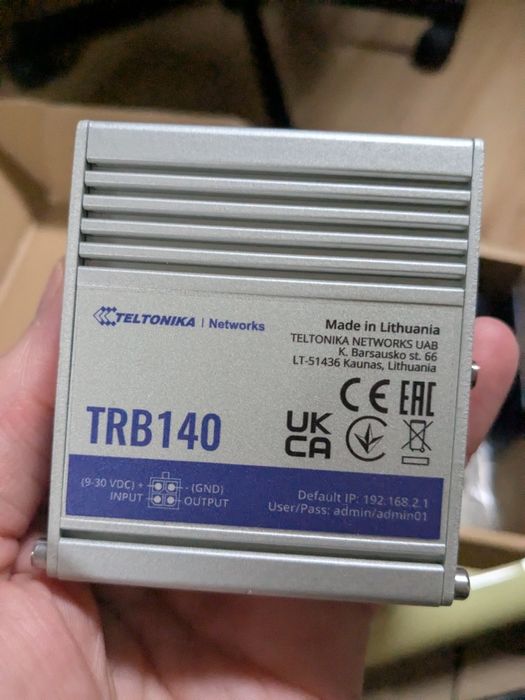 TELTONIKA | Networks
Made in Lithuania
TELTONIKA NETWORKS UAB
K. Barsausko st. 66
LT-51436 Kaunas, Lithuania
TRB140
CE EAC
UK
CA
(9-30 VDC) + - (GND)
INPUT OUTPUT
Default IP: 192.168.2.1
User/Pass: admin/admin01